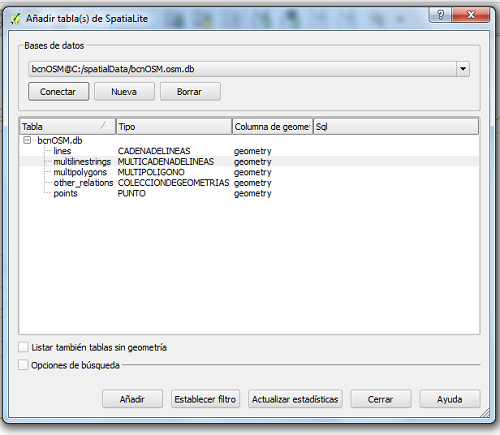 Añadir tabla(s) de SpatiaLite
Bases de datos
bcnOSM@C:/spatialData/bcnOSM.osm.db
Conectar Nueva Borrar
Tabla Tipo Columna de geomet Sql
bcnOSM.db
lines CADENADELINEAS geometry
multilinestrings MULTICADENADELINEAS geometry
multipolygons MULTIPOLIGONO geometry
other_relations COLECCIONDEGEOMETRIAS geometry
points PUNTO geometry
Listar también tablas sin geometría
Opciones de búsqueda
Añadir Establecer filtro Actualizar estadísticas Cerrar Ayuda